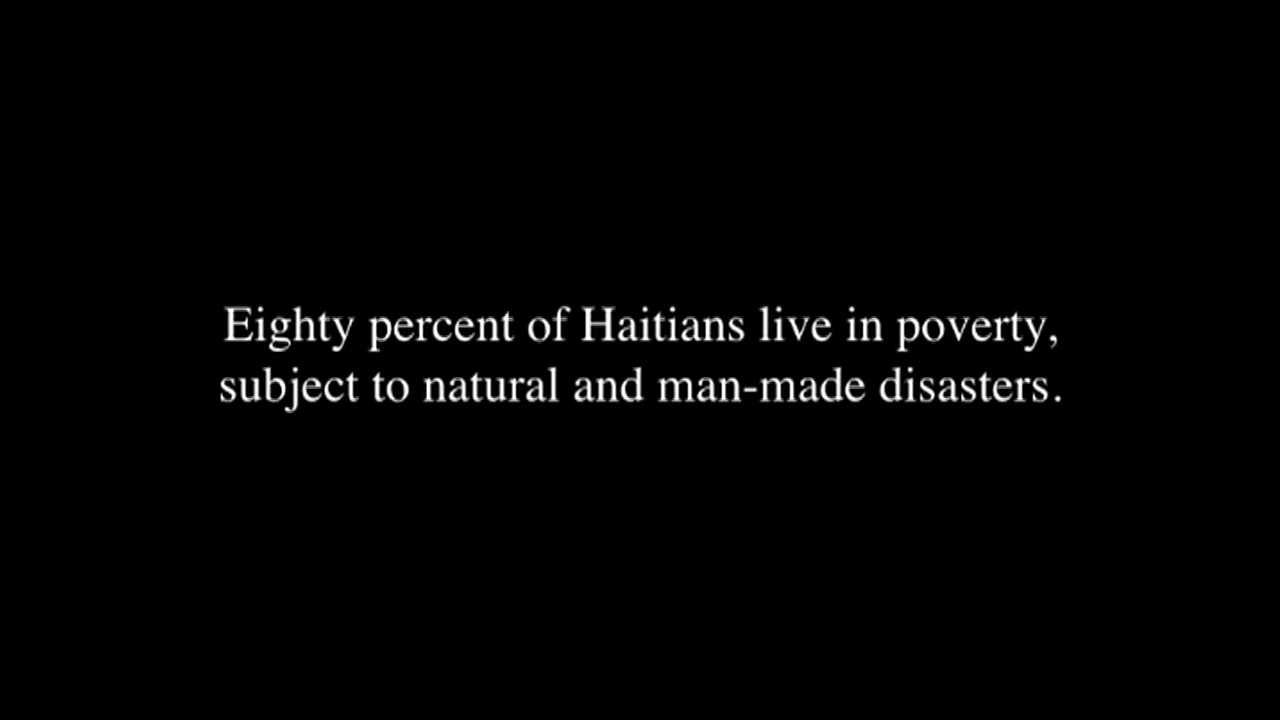 Eighty percent of Haitians live in poverty,
subject to natural and man-made disasters.